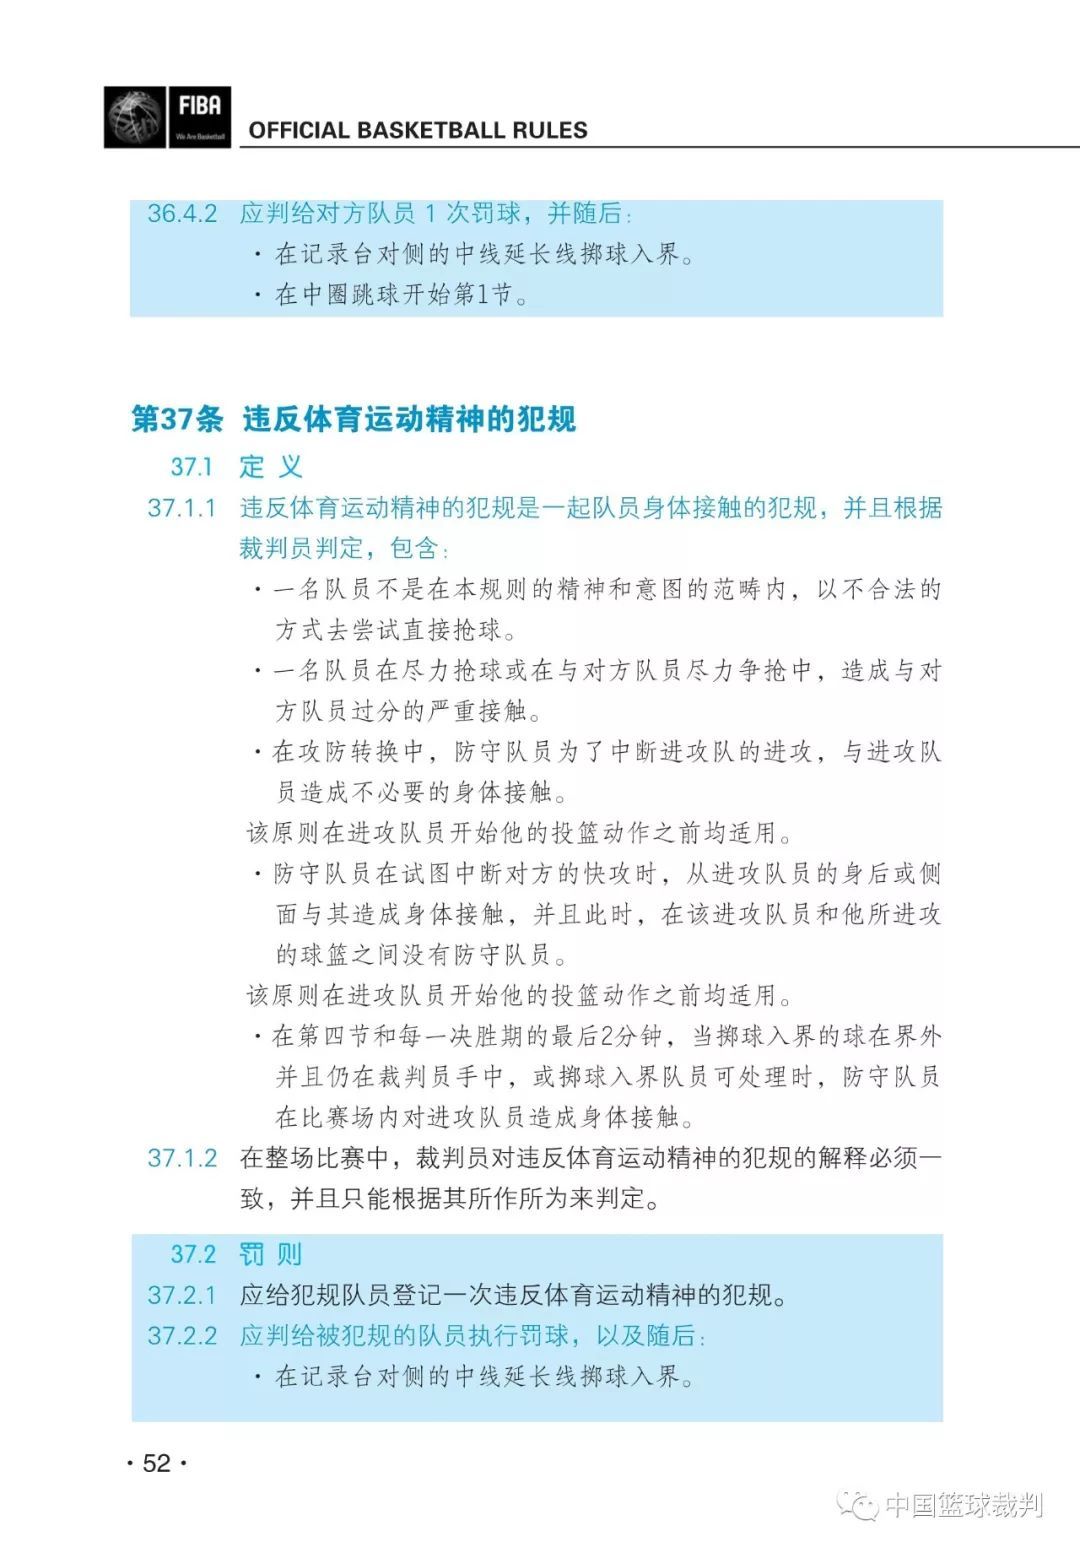 FIBA
We Are Basketball
OFFICIAL BASKETBALL RULES
36.4.2 应判给对方队员 1 次罚球，并随后：
·在记录台对侧的中线延长线掷球入界。
·在中圈跳球开始第1节。
第37条 违反体育运动精神的犯规
37.1 定 义
37.1.1 违反体育运动精神的犯规是一起队员身体接触的犯规，并且根据
裁判员判定，包含：
·一名队员不是在本规则的精神和意图的范畴内，以不合法的
方式去尝试直接抢球。
·一名队员在尽力抢球或在与对方队员尽力争抢中，造成与对
方队员过分的严重接触。
·在攻防转换中，防守队员为了中断进攻队的进攻，与进攻队
员造成不必要的身体接触。
该原则在进攻队员开始他的投篮动作之前均适用。
·防守队员在试图中断对方的快攻时，从进攻队员的身后或侧
面与其造成身体接触，并且此时，在该进攻队员和他所进攻
的球篮之间没有防守队员。
该原则在进攻队员开始他的投篮动作之前均适用。
·在第四节和每一决胜期的最后2分钟，当掷球入界的球在界外
并且仍在裁判员手中，或掷球入界队员可处理时，防守队员
在比赛场内对进攻队员造成身体接触。
37.1.2 在整场比赛中，裁判员对违反体育运动精神的犯规的解释必须一
致，并且只能根据其所作所为来判定。
37.2 罚 则
37.2.1 应给犯规队员登记一次违反体育运动精神的犯规。
37.2.2 应判给被犯规的队员执行罚球，以及随后：
·在记录台对侧的中线延长线掷球入界。
·52·
中国篮球裁判